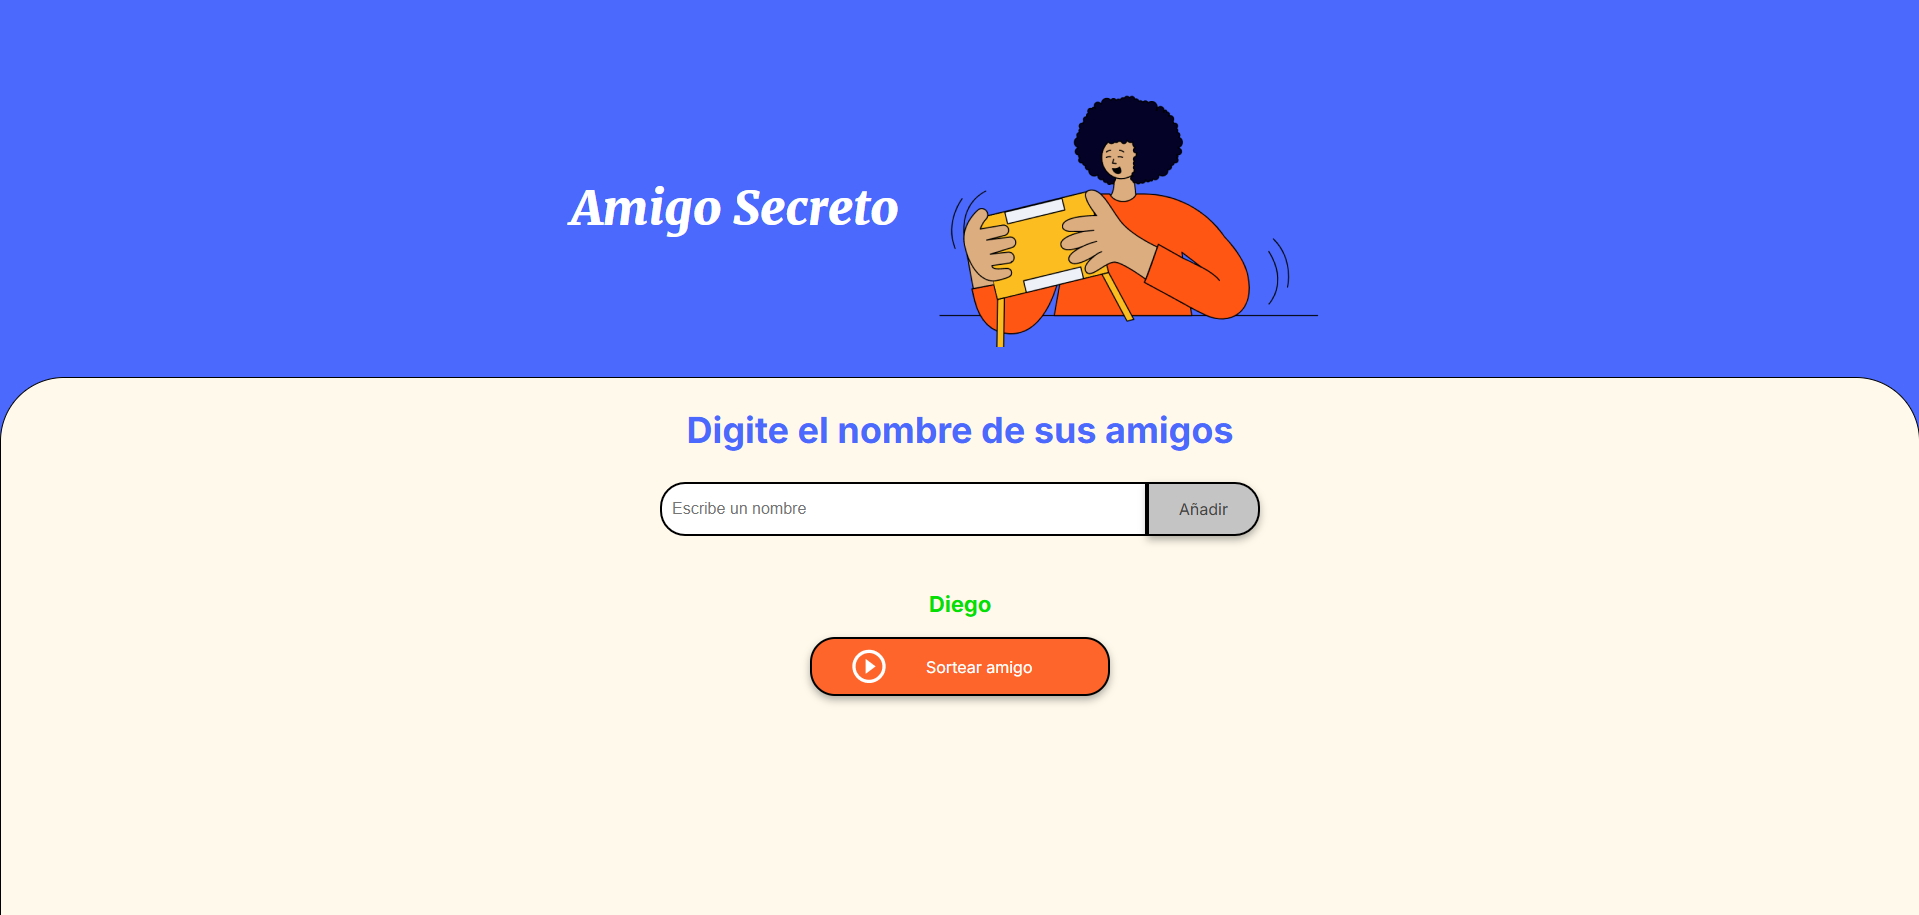 Amigo Secreto
Digite el nombre de sus amigos
Escribe un nombre
Añadir
Diego
Sortear amigo